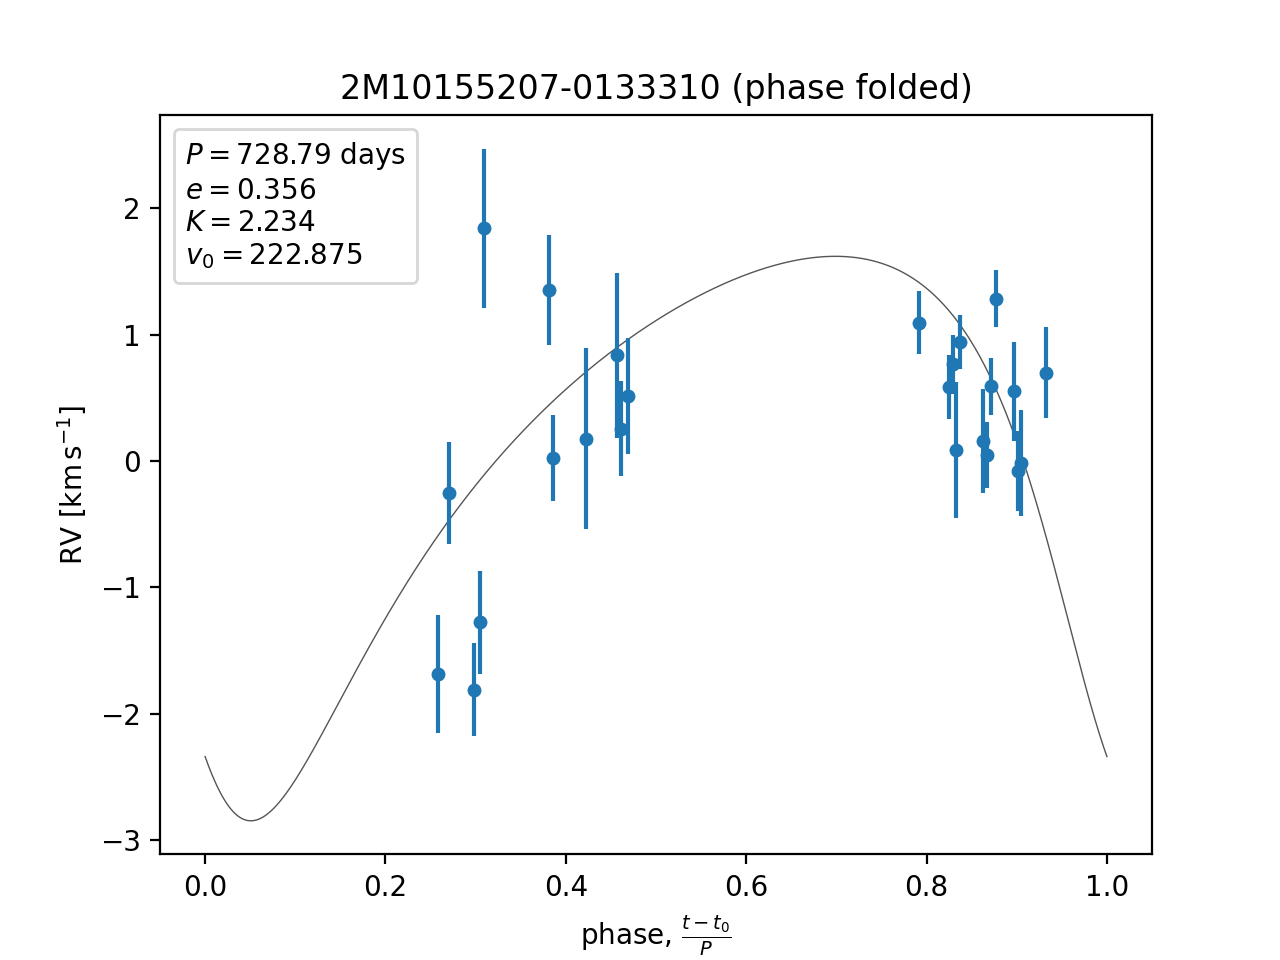 2M10155207-0133310 (phase folded)
P = 728.79 days
e = 0.356
K = 2.234
v₀ = 222.875
2
1
0
−1
−2
−3
RV [km s⁻¹]
0.0 0.2 0.4 0.6 0.8 1.0
phase, (t − t₀)/P